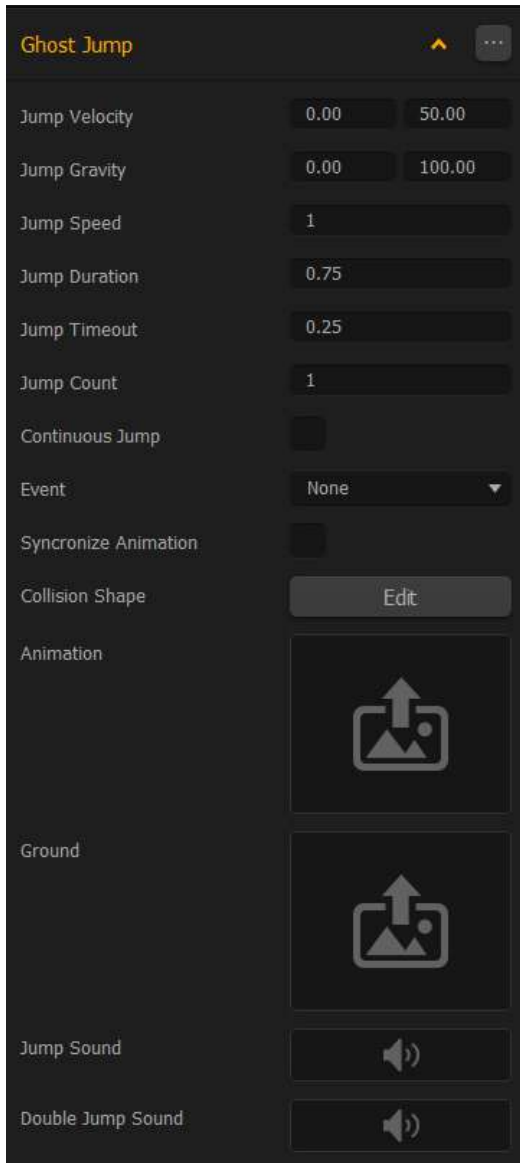 Ghost Jump ...
Jump Velocity 0.00 50.00
Jump Gravity 0.00 100.00
Jump Speed 1
Jump Duration 0.75
Jump Timeout 0.25
Jump Count 1
Continuous Jump
Event None
Syncronize Animation
Collision Shape Edit
Animation
Ground
Jump Sound
Double Jump Sound